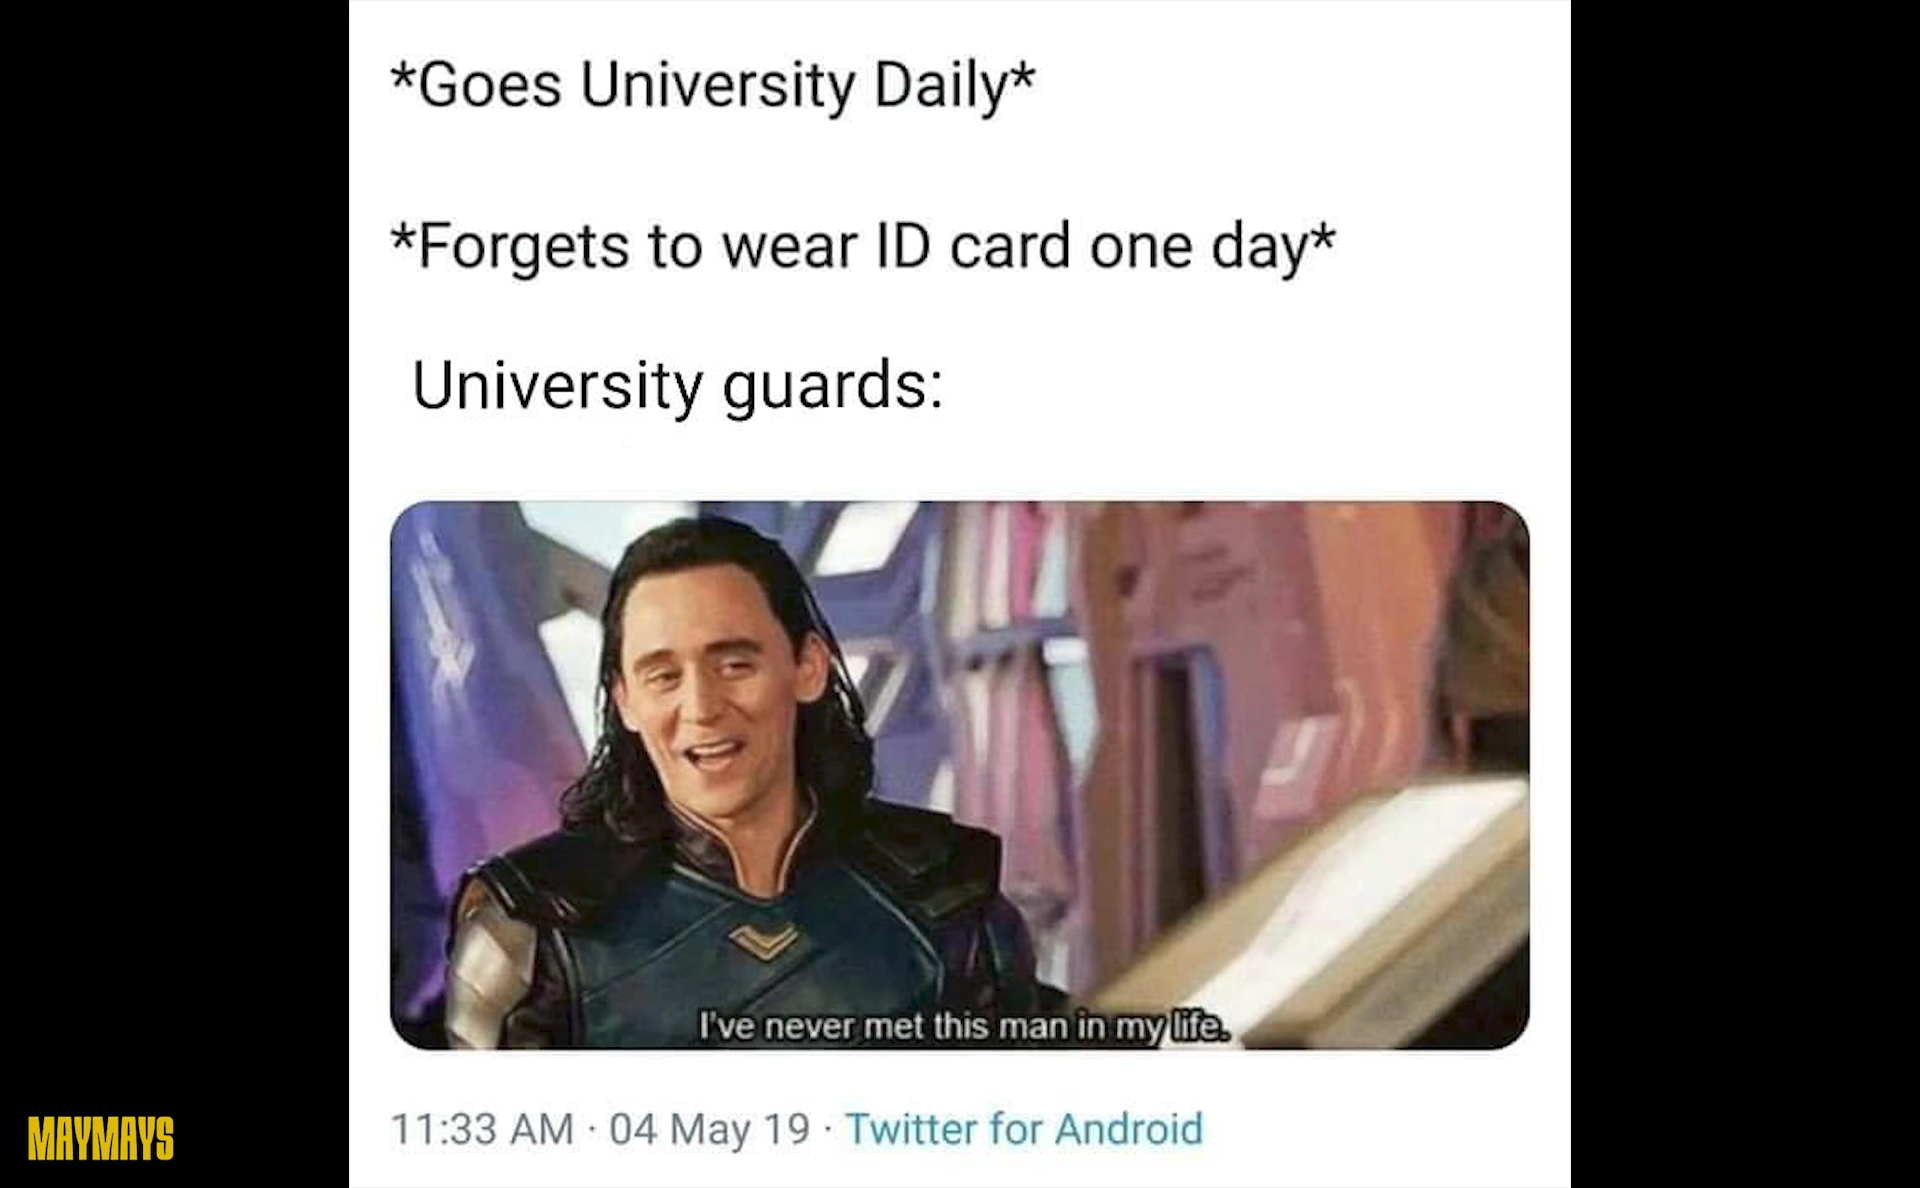 *Goes University Daily*
*Forgets to wear ID card one day*
University guards:
I've never met this man in my life.
11:33 AM · 04 May 19 · Twitter for Android
MAYMAYS